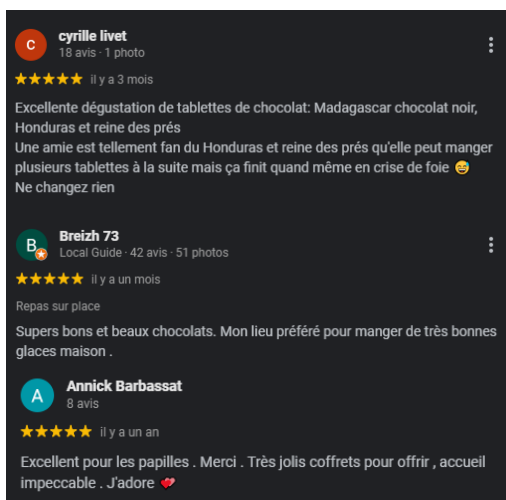 C
cyrille livet
18 avis · 1 photo
★★★★★ il y a 3 mois
Excellente dégustation de tablettes de chocolat: Madagascar chocolat noir,
Honduras et reine des prés
Une amie est tellement fan du Honduras et reine des prés qu'elle peut manger
plusieurs tablettes à la suite mais ça finit quand même en crise de foie 😅
Ne changez rien
B
Breizh 73
Local Guide · 42 avis · 51 photos
★★★★★ il y a un mois
Repas sur place
Supers bons et beaux chocolats. Mon lieu préféré pour manger de très bonnes
glaces maison .
A
Annick Barbassat
8 avis
★★★★★ il y a un an
Excellent pour les papilles . Merci . Très jolis coffrets pour offrir , accueil
impeccable . J'adore 💕